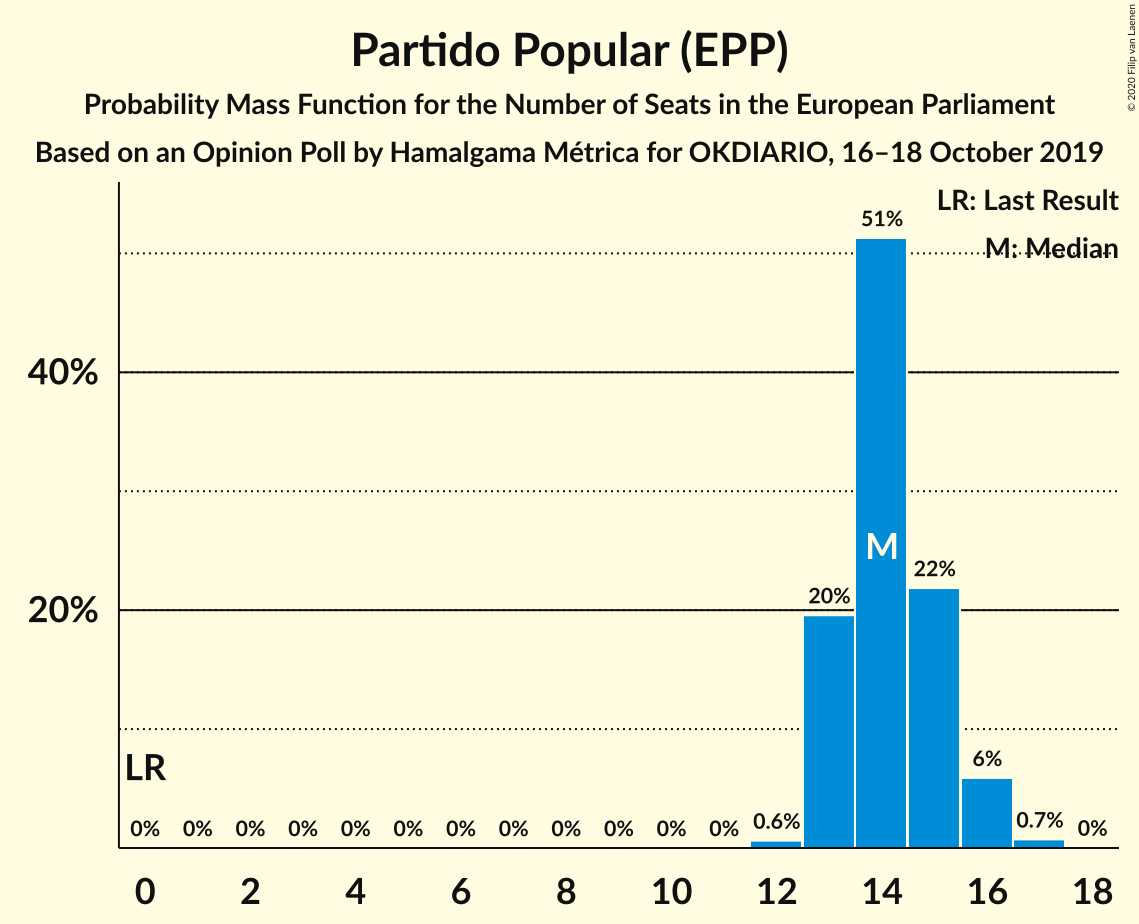 Partido Popular (EPP)
Probability Mass Function for the Number of Seats in the European Parliament
Based on an Opinion Poll by Hamalgama Métrica for OKDIARIO, 16–18 October 2019
© 2020 Filip van Laenen
LR: Last Result
M: Median
51%
40%
M
22%
20%
20%
LR
6%
0% 0% 0% 0% 0% 0% 0% 0% 0% 0% 0% 0% 0.6% 0.7% 0%
0 2 4 6 8 10 12 14 16 18